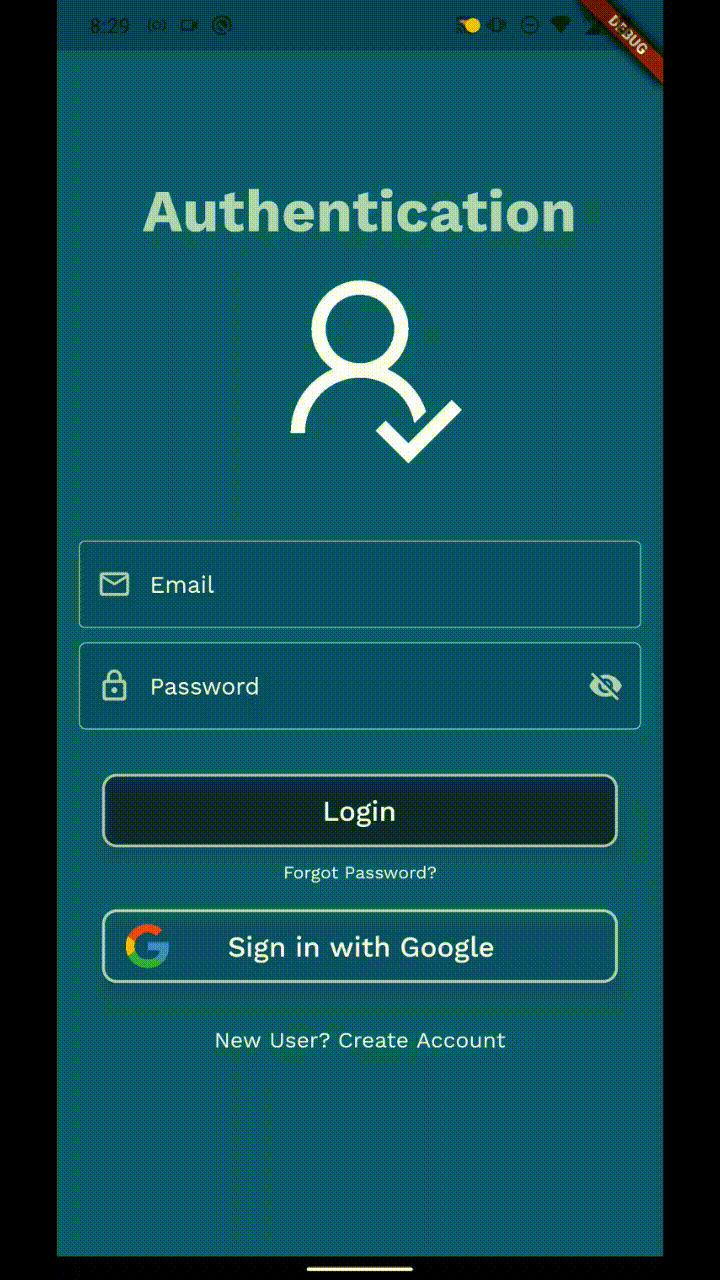 8:29
DEBUG
Authentication
Email
Password
Login
Forgot Password?
Sign in with Google
New User? Create Account